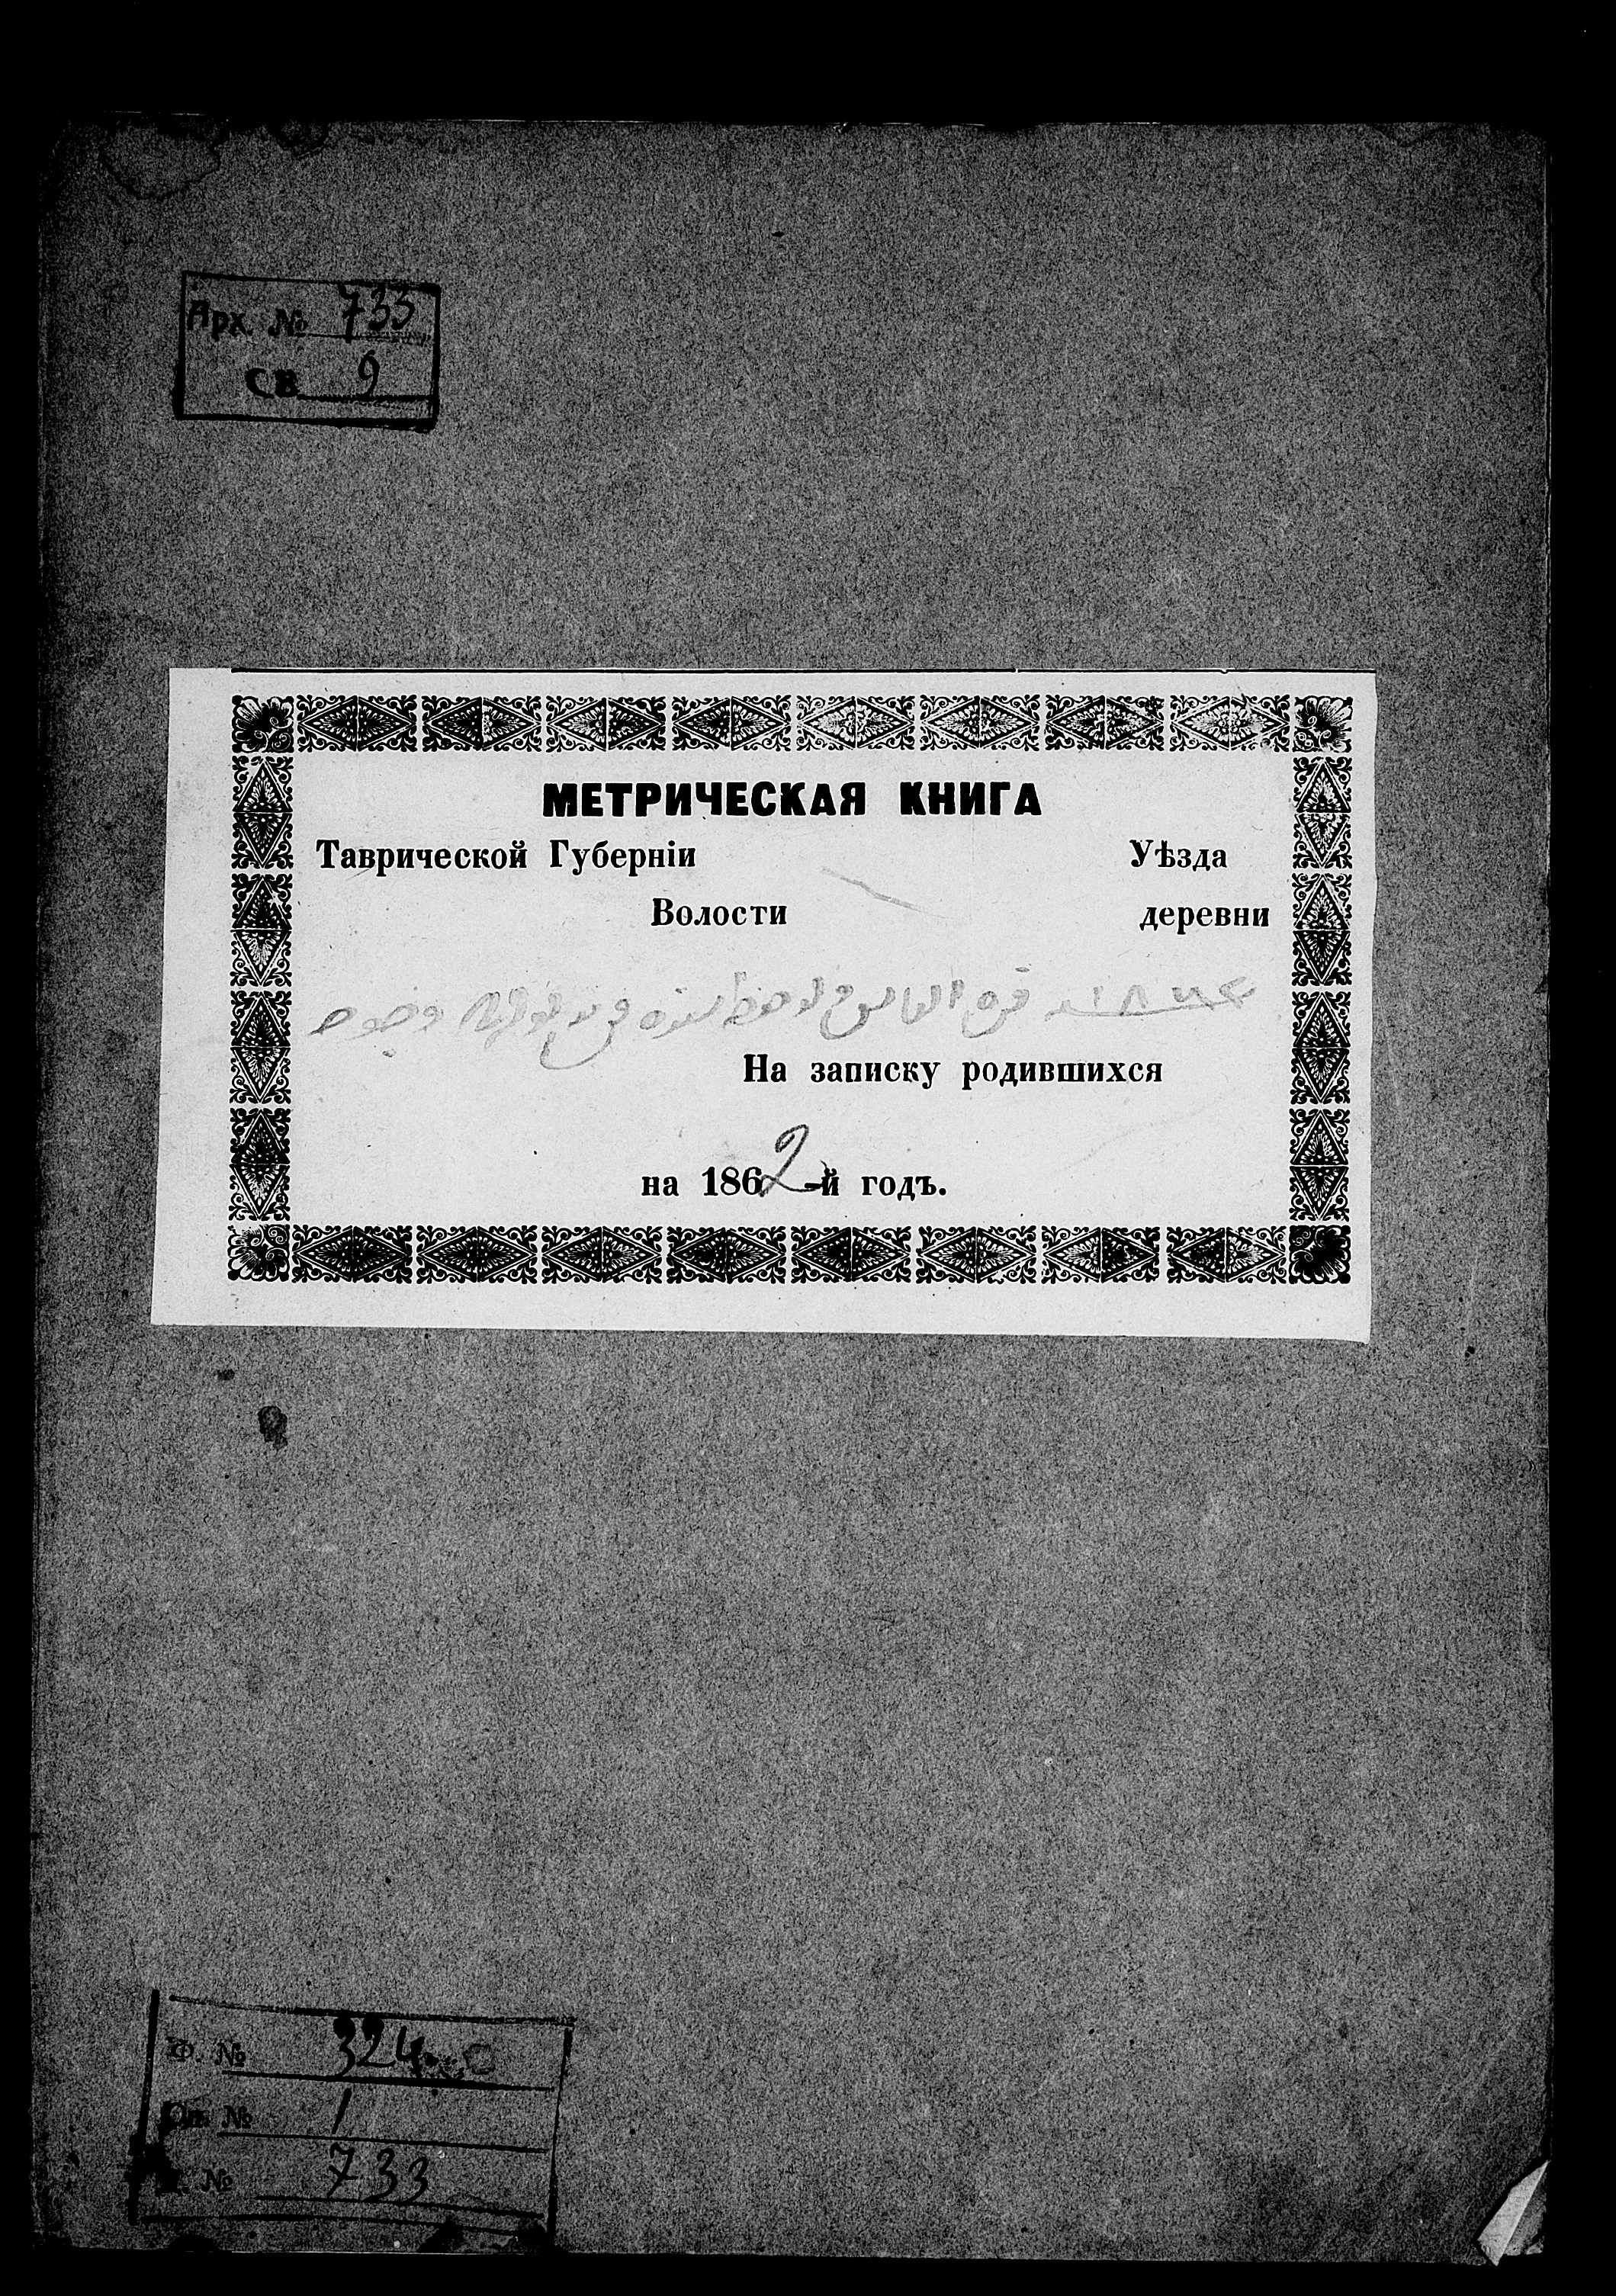 Арх. № 733
СВ. 9
МЕТРИЧЕСКАЯ КНИГА
Таврической Губерніи Уѣзда
Волости деревни
На записку родившихся
на 1862-й годъ.
Ф. № 324
Оп. № 1
№ 733